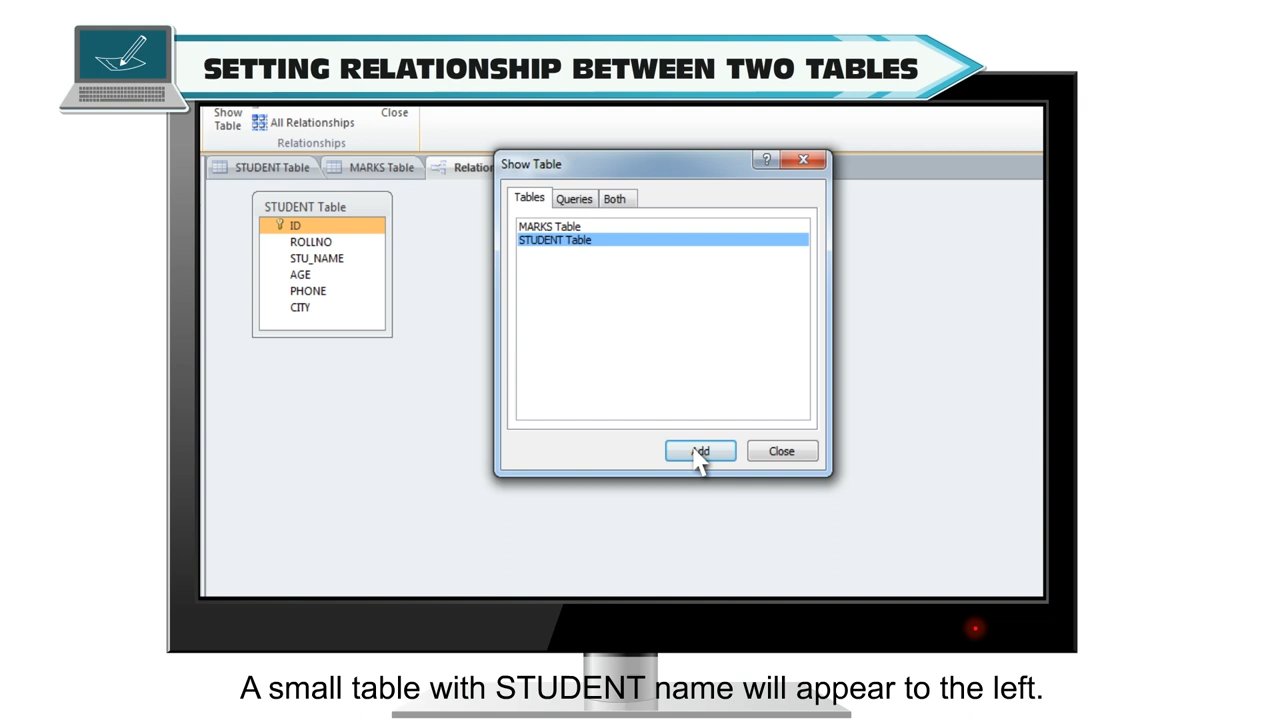 SETTING RELATIONSHIP BETWEEN TWO TABLES
Show
Table
All Relationships
Close
Relationships
STUDENT Table
MARKS Table
Relation
Show Table
?
Tables
Queries
Both
MARKS Table
STUDENT Table
Add
Close
STUDENT Table
ID
ROLLNO
STU_NAME
AGE
PHONE
CITY
A small table with STUDENT name will appear to the left.